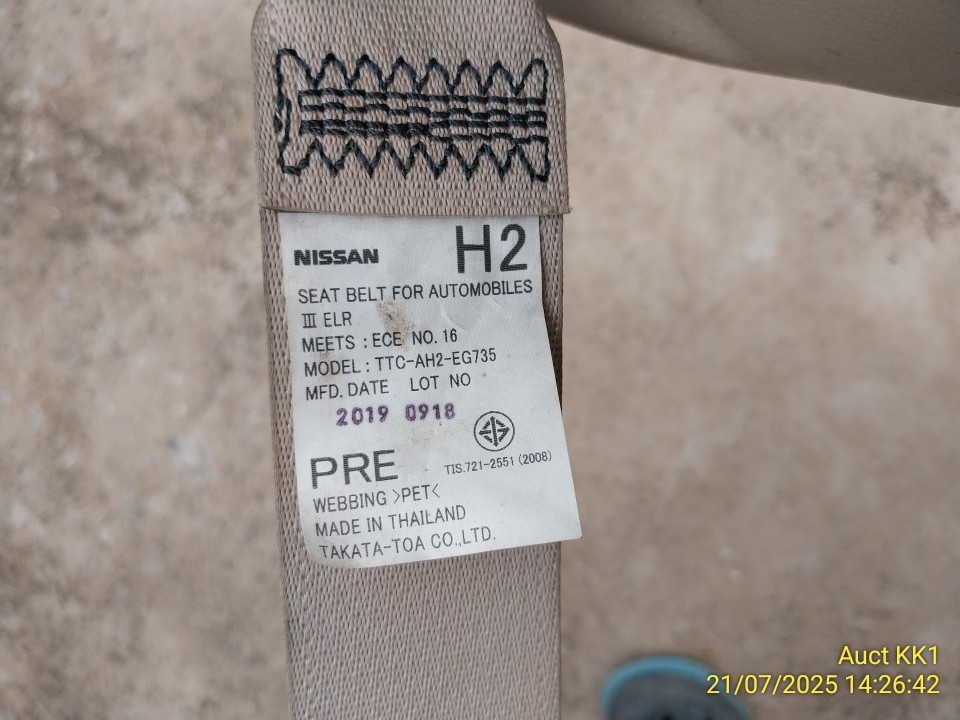 NISSAN H2
SEAT BELT FOR AUTOMOBILES
III ELR
MEETS : ECE NO. 16
MODEL : TTC-AH2-EG735
MFD. DATE LOT NO
2019 0918
PRE TIS.721-2551 (2008)
WEBBING >PET<
MADE IN THAILAND
TAKATA-TOA CO.,LTD.
Auct KK1
21/07/2025 14:26:42